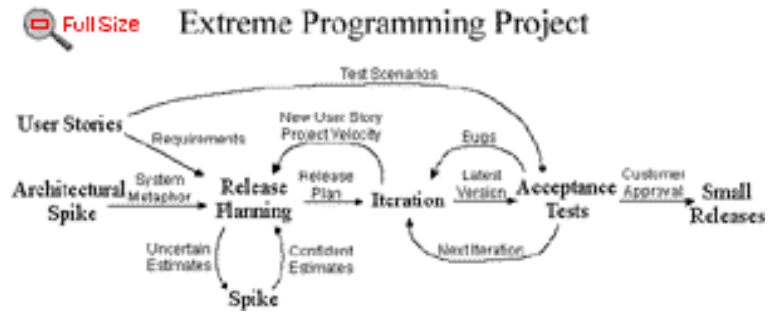 Full Size
Extreme Programming Project
Test Scenarios
User Stories
New User Story
Project Velocity
Bugs
Requirements
Architectural
Spike
System
Metaphor
Release
Planning
Release
Plan
Iteration
Latest
Version
Acceptance
Tests
Customer
Approval
Small
Releases
Uncertain
Estimates
Confident
Estimates
Next Iteration
Spike